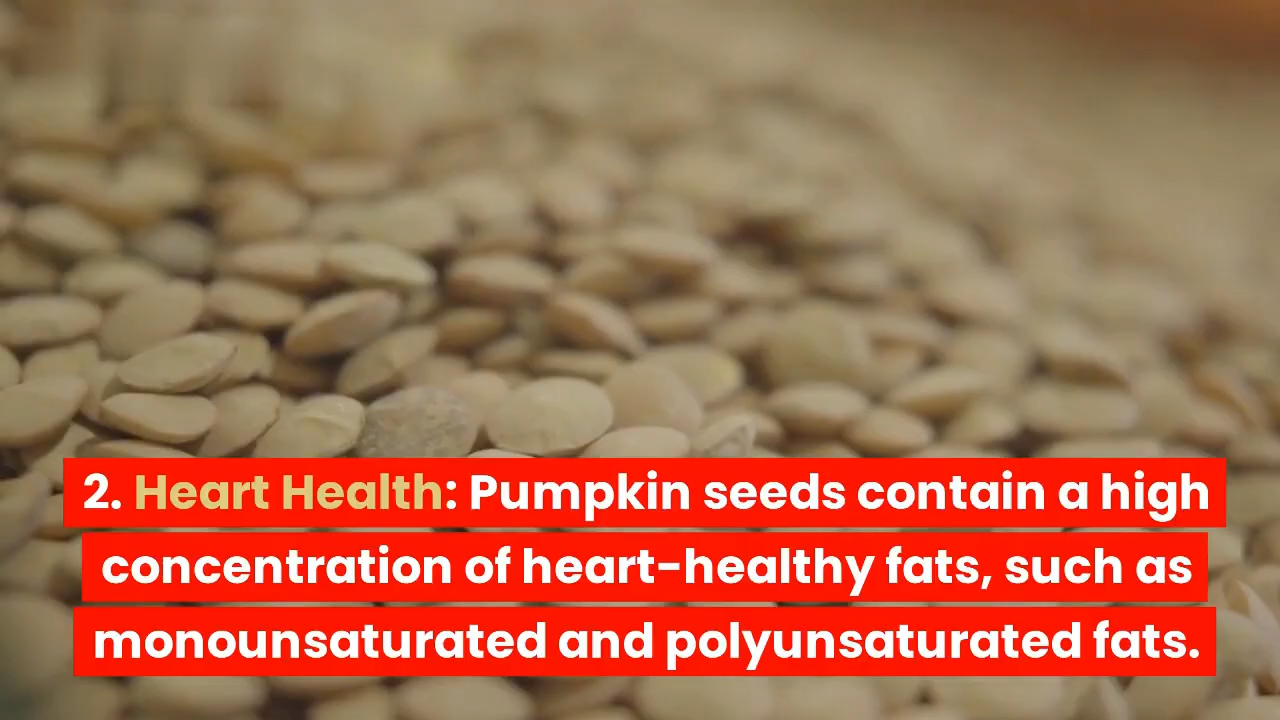 2. Heart Health: Pumpkin seeds contain a high
concentration of heart-healthy fats, such as
monounsaturated and polyunsaturated fats.